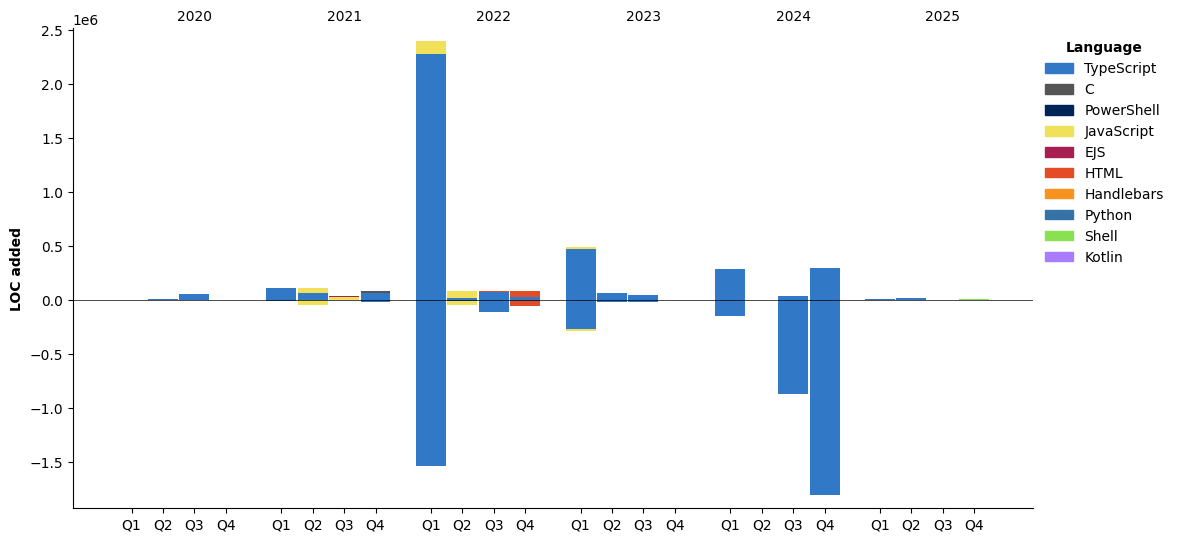 1e6
2020 2021 2022 2023 2024 2025
2.5
2.0
1.5
1.0
0.5
0.0
−0.5
−1.0
−1.5
LOC added
Q1 Q2 Q3 Q4 Q1 Q2 Q3 Q4 Q1 Q2 Q3 Q4 Q1 Q2 Q3 Q4 Q1 Q2 Q3 Q4 Q1 Q2 Q3 Q4
Language
TypeScript
C
PowerShell
JavaScript
EJS
HTML
Handlebars
Python
Shell
Kotlin